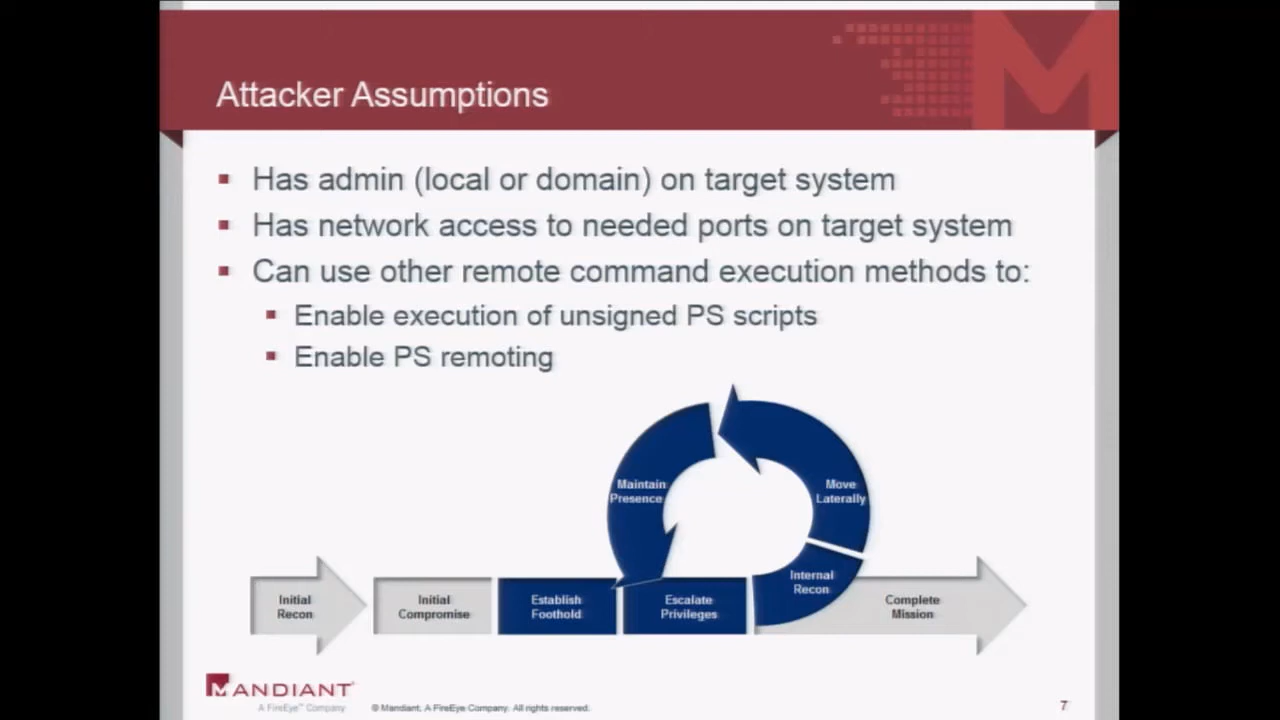 Attacker Assumptions
Has admin (local or domain) on target system
Has network access to needed ports on target system
Can use other remote command execution methods to:
Enable execution of unsigned PS scripts
Enable PS remoting
Maintain
Presence
Move
Laterally
Internal
Recon
Initial
Recon
Initial
Compromise
Establish
Foothold
Escalate
Privileges
Complete
Mission
MANDIANT
A FireEye™ Company
© Mandiant, A FireEye Company. All rights reserved.
7